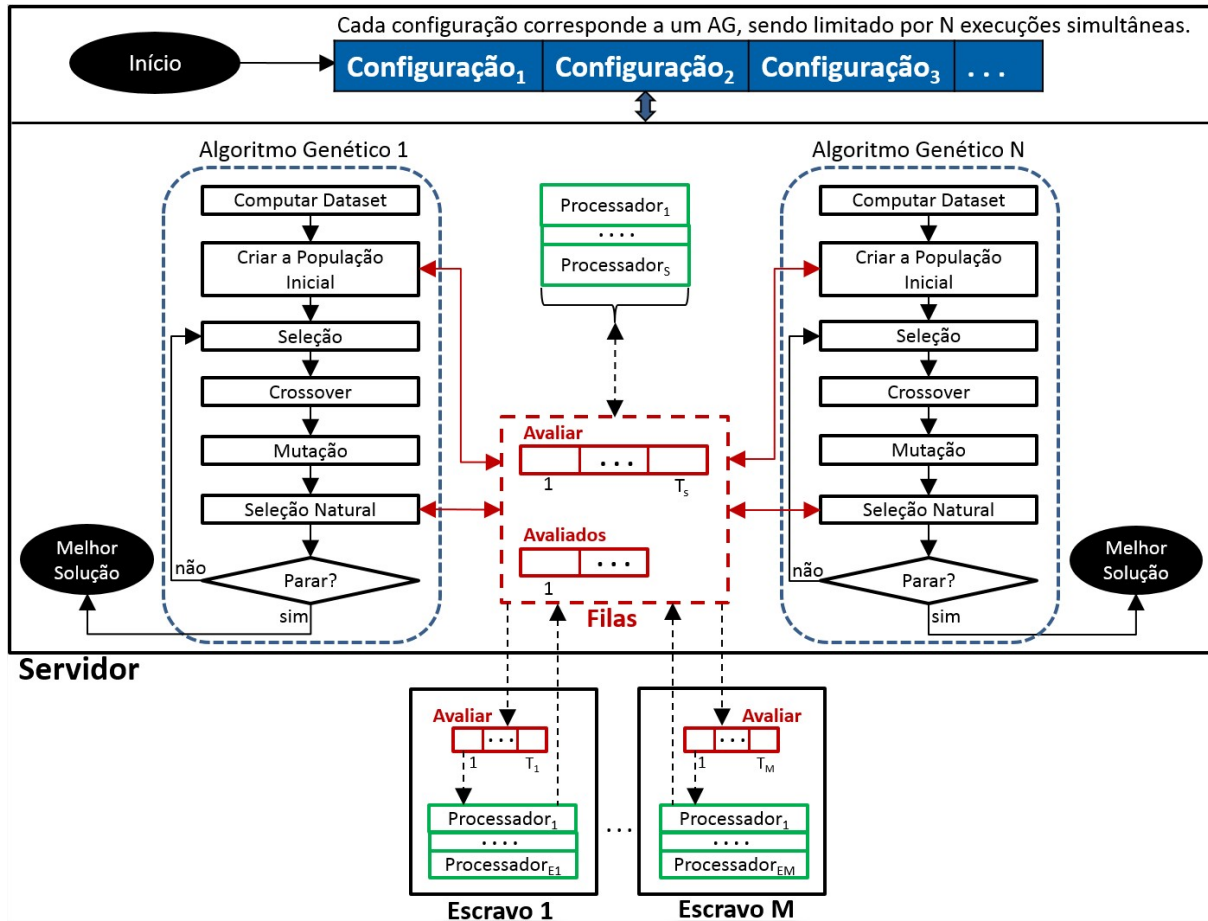 Cada configuração corresponde a um AG, sendo limitado por N execuções simultâneas.
Início
Configuração1 Configuração2 Configuração3 ...
Algoritmo Genético 1
Computar Dataset
Criar a População
Inicial
Seleção
Crossover
Mutação
Seleção Natural
Parar?
não
sim
Melhor
Solução
Processador1
....
ProcessadorS
Avaliar
...
1 Ts
Avaliados
...
1
Filas
Algoritmo Genético N
Computar Dataset
Criar a População
Inicial
Seleção
Crossover
Mutação
Seleção Natural
Parar?
não
sim
Melhor
Solução
Servidor
Avaliar
...
1 T1
Processador1
....
ProcessadorE1
Escravo 1
...
Avaliar
...
1 TM
Processador1
....
ProcessadorEM
Escravo M